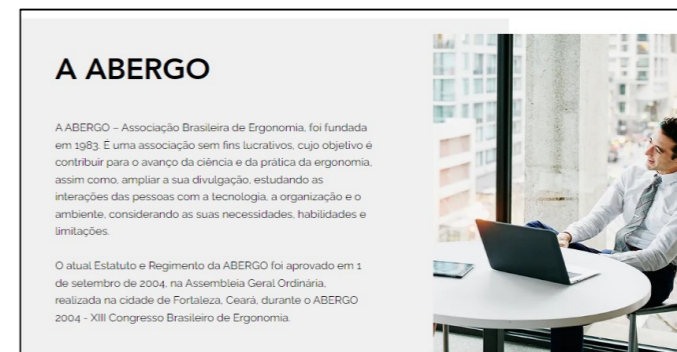 A ABERGO
A ABERGO – Associação Brasileira de Ergonomia, foi fundada
em 1983. É uma associação sem fins lucrativos, cujo objetivo é
contribuir para o avanço da ciência e da prática da ergonomia,
assim como, ampliar a sua divulgação, estudando as
interações das pessoas com a tecnologia, a organização e o
ambiente, considerando as suas necessidades, habilidades e
limitações.
O atual Estatuto e Regimento da ABERGO foi aprovado em 1
de setembro de 2004, na Assembleia Geral Ordinária,
realizada na cidade de Fortaleza, Ceará, durante o ABERGO
2004 - XIII Congresso Brasileiro de Ergonomia.